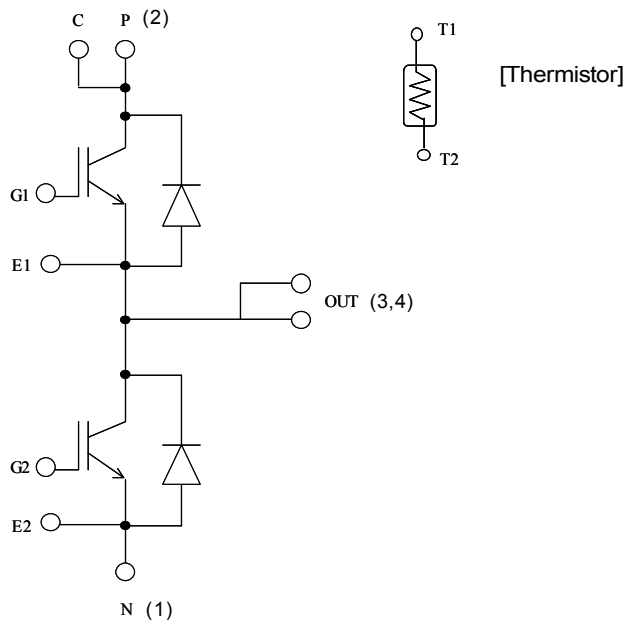 C P (2)
T1
[Thermistor]
T2
G1
E1
OUT (3,4)
G2
E2
N (1)